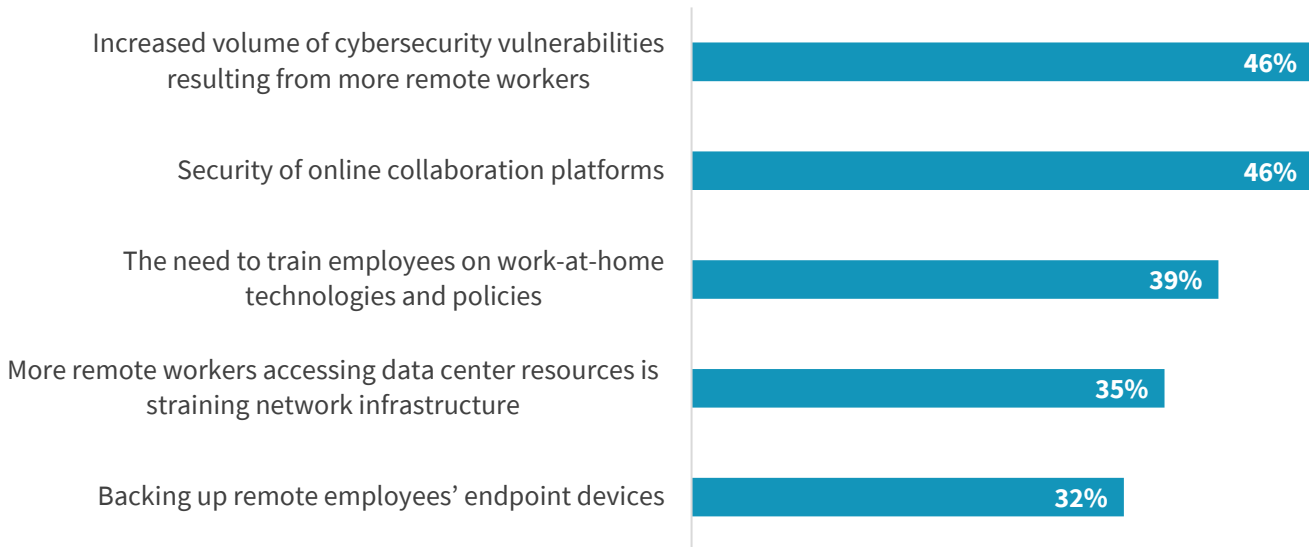 Increased volume of cybersecurity vulnerabilities
resulting from more remote workers
46%
Security of online collaboration platforms
46%
The need to train employees on work-at-home
technologies and policies
39%
More remote workers accessing data center resources is
straining network infrastructure
35%
Backing up remote employees’ endpoint devices
32%